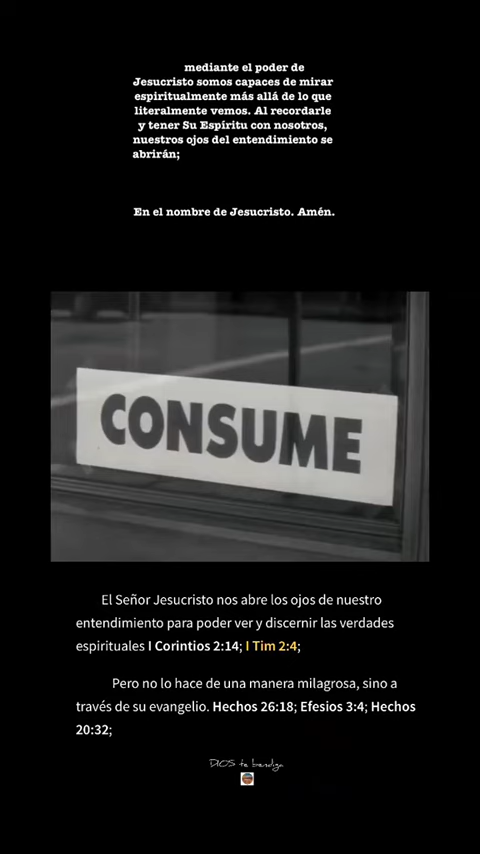 mediante el poder de
Jesucristo somos capaces de mirar
espiritualmente más allá de lo que
literalmente vemos. Al recordarle
y tener Su Espíritu con nosotros,
nuestros ojos del entendimiento se
abrirán;
En el nombre de Jesucristo. Amén.
CONSUME
El Señor Jesucristo nos abre los ojos de nuestro
entendimiento para poder ver y discernir las verdades
espirituales I Corintios 2:14; I Tim 2:4;
Pero no lo hace de una manera milagrosa, sino a
través de su evangelio. Hechos 26:18; Efesios 3:4; Hechos
20:32;
DIOS te bendiga